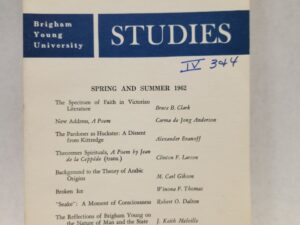 Brigham
Young
University
STUDIES
IV 3+4
SPRING AND SUMMER 1962
The Spectrum of Faith in Victorian
Literature Bruce B. Clark
New Address, A Poem Carma de Jong Anderson
The Pardoner as Huckster: A Dissent
from Kittredge Alexander Evanoff
Theoremes Spirituals, A Poem by Jean
de la Ceppède (trans.) Clinton F. Larson
Background to the Theory of Arabic
Origins M. Carl Gibson
Broken Ice Winona F. Thomas
"Snake": A Moment of Consciousness Robert O. Dalton
The Reflections of Brigham Young on
the Nature of Man and the State J. Keith Melville